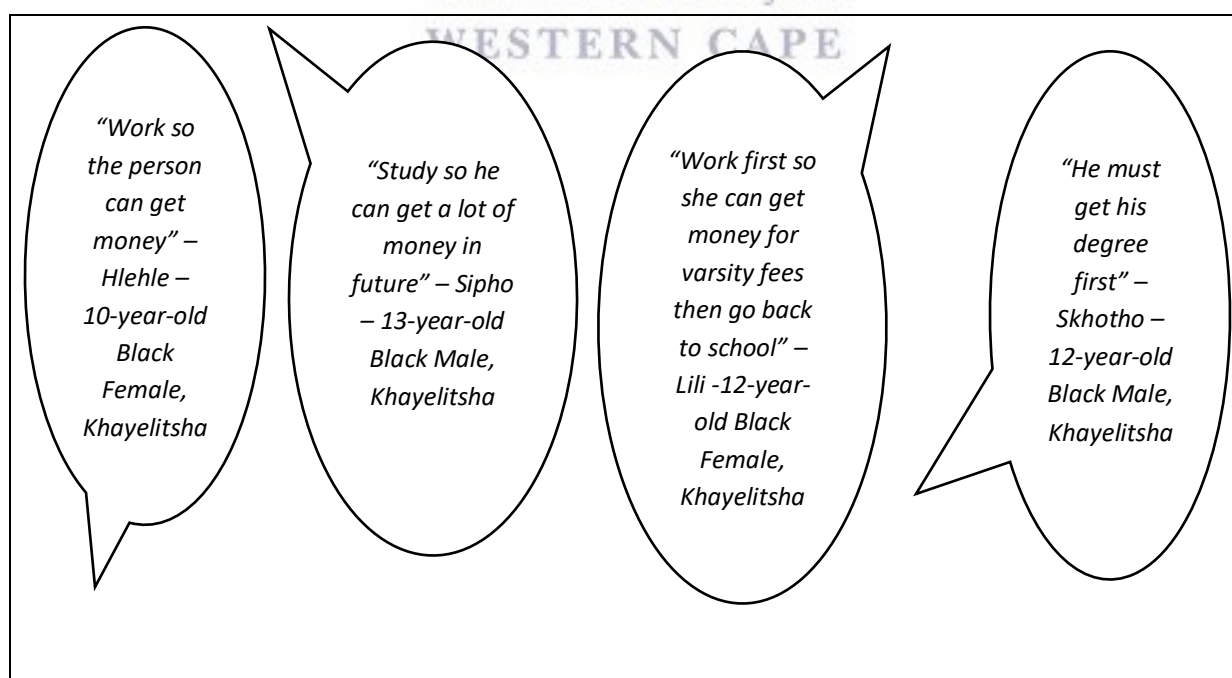 WESTERN CAPE
“Work so
the person
can get
money” –
Hlehle –
10-year-old
Black
Female,
Khayelitsha
“Study so he
can get a lot of
money in
future” – Sipho
– 13-year-old
Black Male,
Khayelitsha
“Work first so
she can get
money for
varsity fees
then go back
to school” –
Lili -12-year-
old Black
Female,
Khayelitsha
“He must
get his
degree
first” –
Skhotho –
12-year-old
Black Male,
Khayelitsha